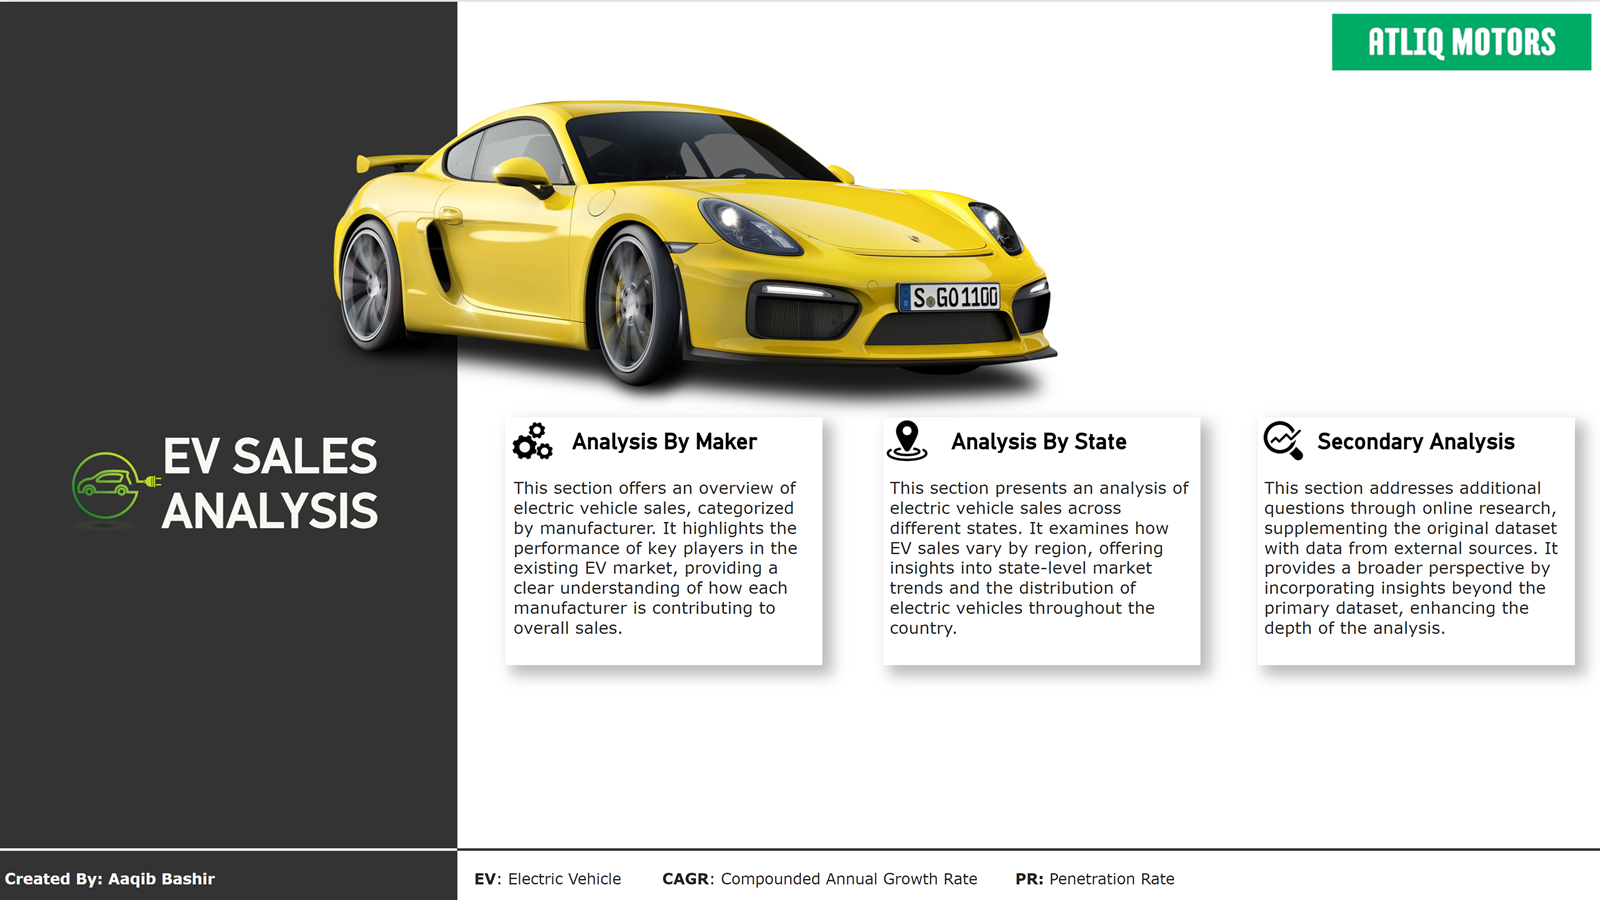 ATLIQ MOTORS
S GO 1100
EV SALES
ANALYSIS
Analysis By Maker
This section offers an overview of
electric vehicle sales, categorized
by manufacturer. It highlights the
performance of key players in the
existing EV market, providing a
clear understanding of how each
manufacturer is contributing to
overall sales.
Analysis By State
This section presents an analysis of
electric vehicle sales across
different states. It examines how
EV sales vary by region, offering
insights into state-level market
trends and the distribution of
electric vehicles throughout the
country.
Secondary Analysis
This section addresses additional
questions through online research,
supplementing the original dataset
with data from external sources. It
provides a broader perspective by
incorporating insights beyond the
primary dataset, enhancing the
depth of the analysis.
Created By: Aaqib Bashir
EV: Electric Vehicle
CAGR: Compounded Annual Growth Rate
PR: Penetration Rate